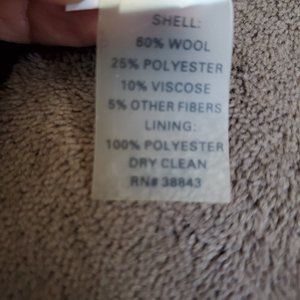 SHELL:
60% WOOL
25% POLYESTER
10% VISCOSE
5% OTHER FIBERS
LINING:
100% POLYESTER
DRY CLEAN
RN# 38843